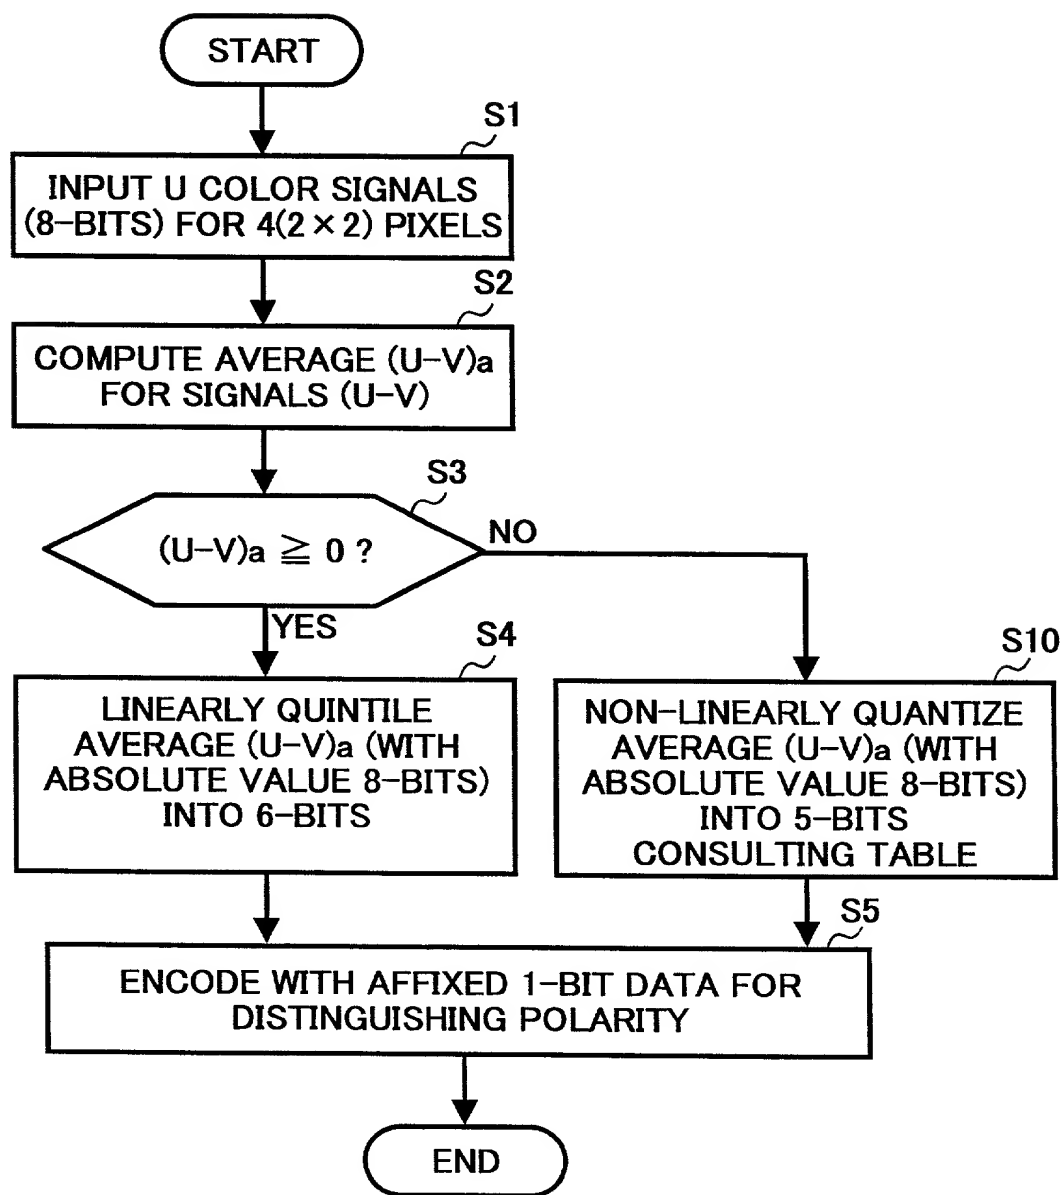 START
S1
INPUT U COLOR SIGNALS
(8-BITS) FOR 4(2×2) PIXELS
S2
COMPUTE AVERAGE (U-V)a
FOR SIGNALS (U-V)
S3
(U-V)a ≧ 0 ?
NO
YES
S4
LINEARLY QUINTILE
AVERAGE (U-V)a (WITH
ABSOLUTE VALUE 8-BITS)
INTO 6-BITS
S10
NON-LINEARLY QUANTIZE
AVERAGE (U-V)a (WITH
ABSOLUTE VALUE 8-BITS)
INTO 5-BITS
CONSULTING TABLE
S5
ENCODE WITH AFFIXED 1-BIT DATA FOR
DISTINGUISHING POLARITY
END